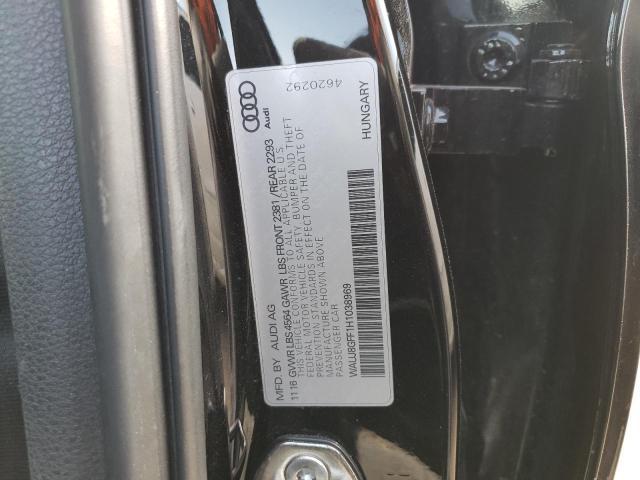 Audi
4620292
MFD BY AUDI AG
11 16 GVWR LBS 4564 GAWR LBS FRONT 2381 / REAR 2293
THIS CAR CONFORMS TO ALL APPLICABLE U.S.
FEDERAL MOTOR VEHICLE SAFETY, BUMPER AND THEFT
PREVENTION STANDARDS IN EFFECT ON THE DATE OF
MANUFACTURE SHOWN ABOVE
PASSENGER CAR
WAUJ8GFF1H1038969
HUNGARY